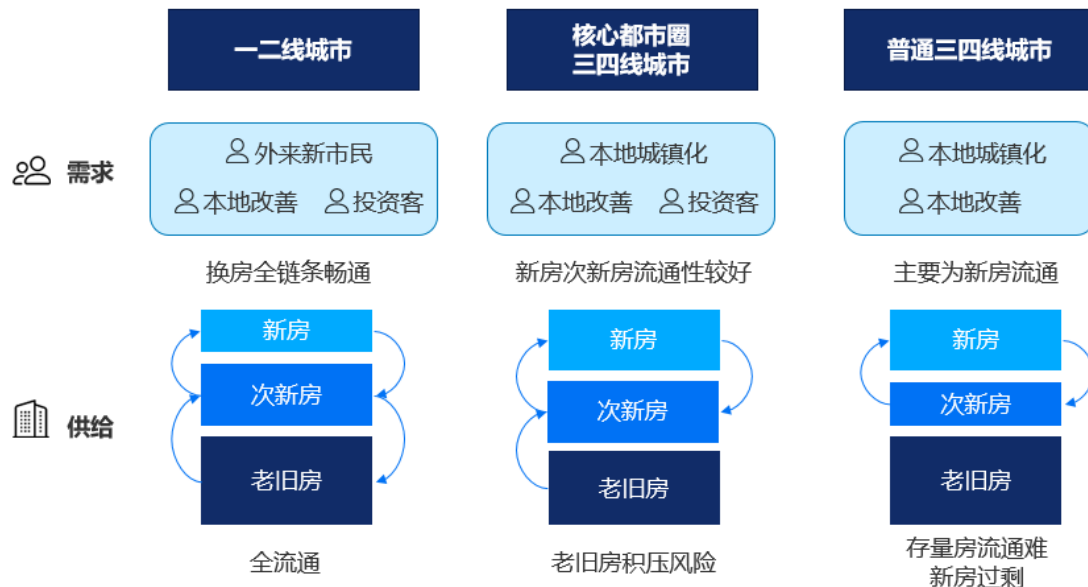 一二线城市
核心都市圈
三四线城市
普通三四线城市
需求
外来新市民
本地改善 投资客
本地城镇化
本地改善 投资客
本地城镇化
本地改善
换房全链条畅通
新房次新房流通性较好
主要为新房流通
供给
新房
次新房
老旧房
新房
次新房
老旧房
新房
次新房
老旧房
全流通
老旧房积压风险
存量房流通难
新房过剩